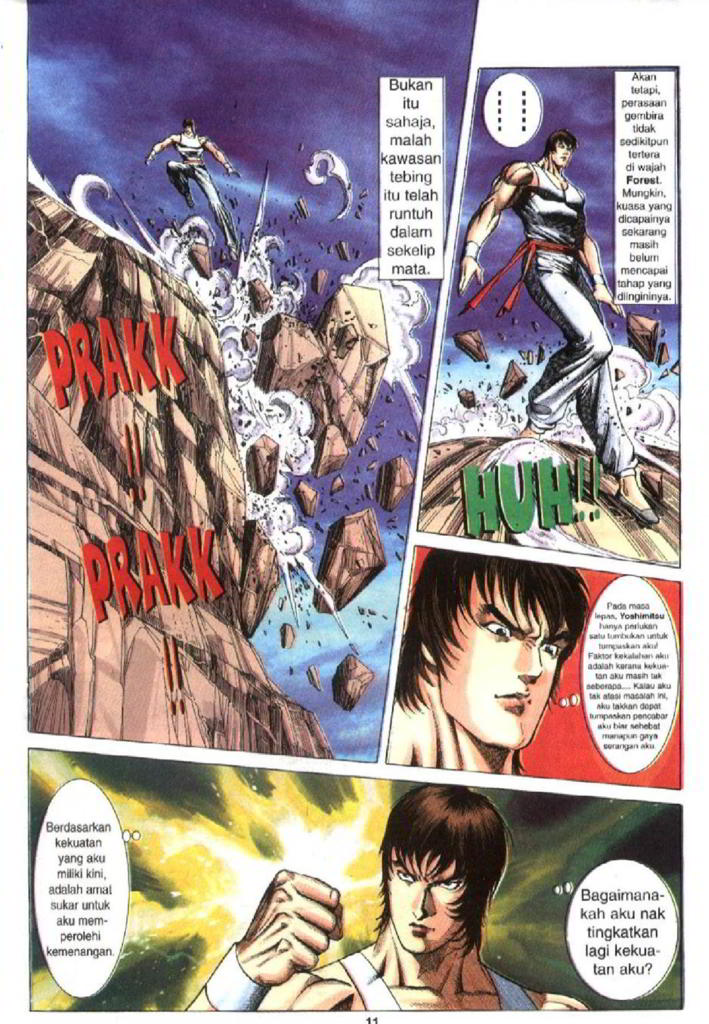 Bukan
itu
sahaja,
malah
kawasan
tebing
itu telah
runtuh
dalam
sekelip
mata.
PRAKK
!!
PRAKK
!!
!!
Akan
tetapi,
perasaan
gembira
tidak
sedikitpun
tertera
di wajah
Forest.
Mungkin,
kuasa yang
dicapainya
sekarang
masih
belum
mencapai
tahap yang
diingininya.
HUH!!
Pada masa
lepas, Yoshimitsu
hanya perlukan
satu tumbukan untuk
tumpaskan aku!
Faktor kekalahan aku
adalah kerana kekua-
tan aku masih tak
seberapa.... Kalau aku
tak atasi masalah ini,
aku takkan dapat
tumpaskan pencabar
aku biar sehebat
manapun gaya
serangan aku.
Berdasarkan
kekuatan
yang aku
miliki kini,
adalah amat
sukar untuk
aku mem-
perolehi
kemenangan.
Bagaimana-
kah aku nak
tingkatkan
lagi kekua-
tan aku?
11